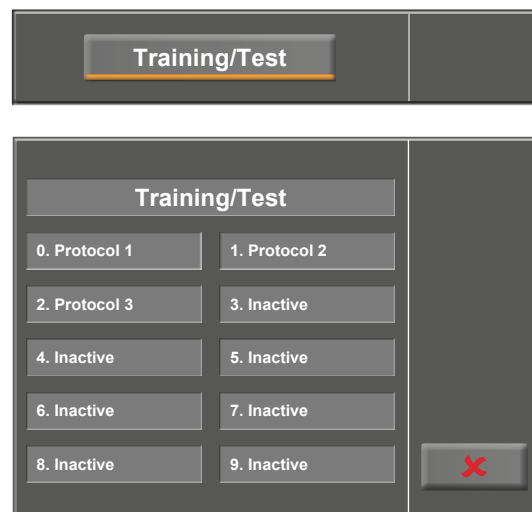 Training/Test
Training/Test
0. Protocol 1
1. Protocol 2
2. Protocol 3
3. Inactive
4. Inactive
5. Inactive
6. Inactive
7. Inactive
8. Inactive
9. Inactive